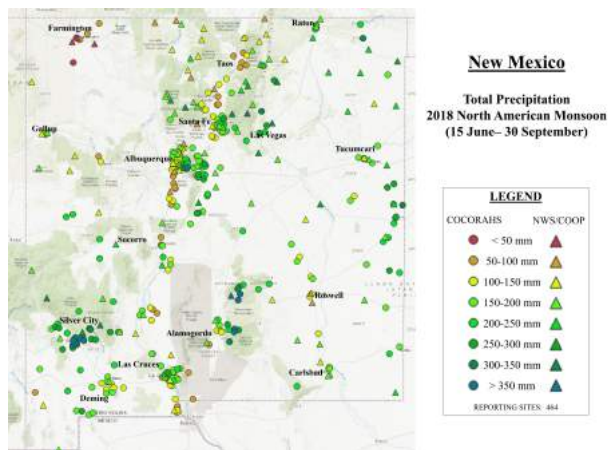 Farmington
Raton
Taos
Santa Fe
Las Vegas
Gallup
Albuquerque
Tucumcari
Socorro
Roswell
Silver City
Alamogordo
Las Cruces
Carlsbad
Deming
New Mexico
Total Precipitation
2018 North American Monsoon
(15 June– 30 September)
LEGEND
COCORAHS NWS/COOP
< 50 mm
50-100 mm
100-150 mm
150-200 mm
200-250 mm
250-300 mm
300-350 mm
> 350 mm
REPORTING SITES: 464